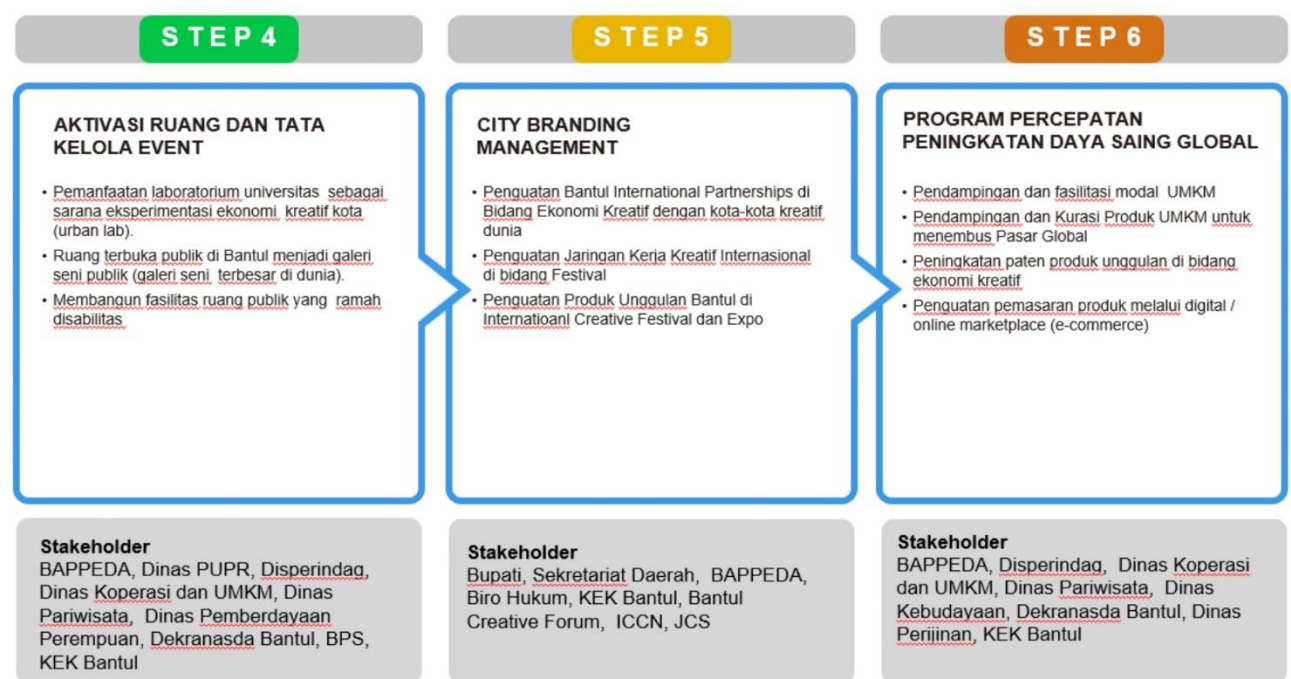 STEP 4
AKTIVASI RUANG DAN TATA
KELOLA EVENT
• Pemanfaatan laboratorium universitas sebagai
sarana eksperimentasi ekonomi kreatif kota
(urban lab).
• Ruang terbuka publik di Bantul menjadi galeri
seni publik (galeri seni terbesar di dunia).
• Membangun fasilitas ruang publik yang ramah
disabilitas
Stakeholder
BAPPEDA, Dinas PUPR, Disperindag,
Dinas Koperasi dan UMKM, Dinas
Pariwisata, Dinas Pemberdayaan
Perempuan, Dekranasda Bantul, BPS,
KEK Bantul
STEP 5
CITY BRANDING
MANAGEMENT
• Penguatan Bantul International Partnerships di
Bidang Ekonomi Kreatif dengan kota-kota kreatif
dunia
• Penguatan Jaringan Kerja Kreatif Internasional
di bidang Festival
• Penguatan Produk Unggulan Bantul di
Internatioanl Creative Festival dan Expo
Stakeholder
Bupati, Sekretariat Daerah, BAPPEDA,
Biro Hukum, KEK Bantul, Bantul
Creative Forum, ICCN, JCS
STEP 6
PROGRAM PERCEPATAN
PENINGKATAN DAYA SAING GLOBAL
• Pendampingan dan fasilitasi modal UMKM
• Pendampingan dan Kurasi Produk UMKM untuk
menembus Pasar Global
• Peningkatan paten produk unggulan di bidang
ekonomi kreatif
• Penguatan pemasaran produk melalui digital /
online marketplace (e-commerce)
Stakeholder
BAPPEDA, Disperindag, Dinas Koperasi
dan UMKM, Dinas Pariwisata, Dinas
Kebudayaan, Dekranasda Bantul, Dinas
Perijinan, KEK Bantul